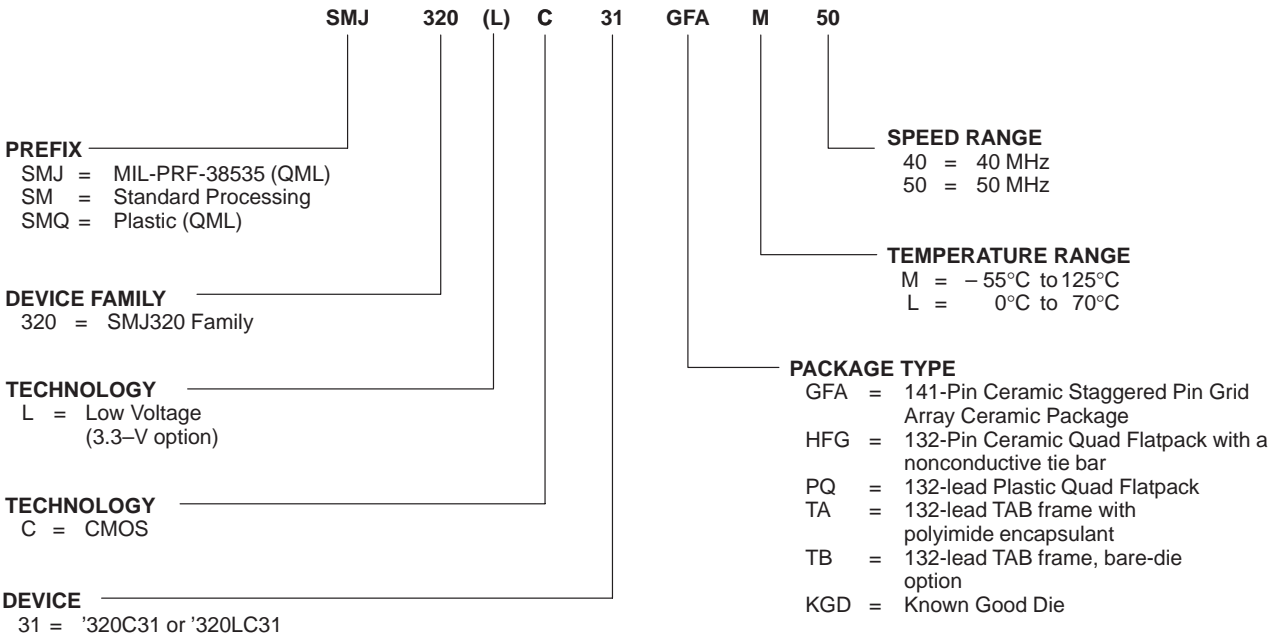 SMJ 320 (L) C 31 GFA M 50
PREFIX
SMJ = MIL-PRF-38535 (QML)
SM = Standard Processing
SMQ = Plastic (QML)
DEVICE FAMILY
320 = SMJ320 Family
TECHNOLOGY
L = Low Voltage
(3.3–V option)
TECHNOLOGY
C = CMOS
DEVICE
31 = '320C31 or '320LC31
SPEED RANGE
40 = 40 MHz
50 = 50 MHz
TEMPERATURE RANGE
M = – 55°C to 125°C
L = 0°C to 70°C
PACKAGE TYPE
GFA = 141-Pin Ceramic Staggered Pin Grid
Array Ceramic Package
HFG = 132-Pin Ceramic Quad Flatpack with a
nonconductive tie bar
PQ = 132-lead Plastic Quad Flatpack
TA = 132-lead TAB frame with
polyimide encapsulant
TB = 132-lead TAB frame, bare-die
option
KGD = Known Good Die